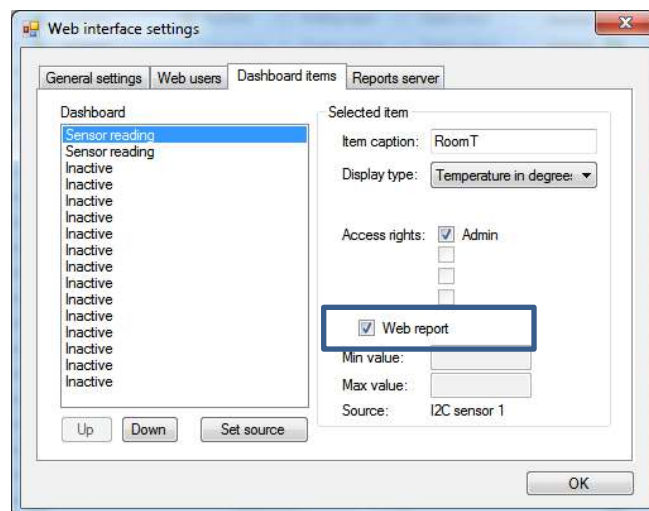 Web interface settings
General settings Web users Dashboard items Reports server
Dashboard
Sensor reading
Sensor reading
Inactive
Inactive
Inactive
Inactive
Inactive
Inactive
Inactive
Inactive
Inactive
Inactive
Inactive
Inactive
Inactive
Inactive
Up Down Set source
Selected item
Item caption: RoomT
Display type: Temperature in degree:
Access rights: Admin
Web report
Min value:
Max value:
Source: I2C sensor 1
OK